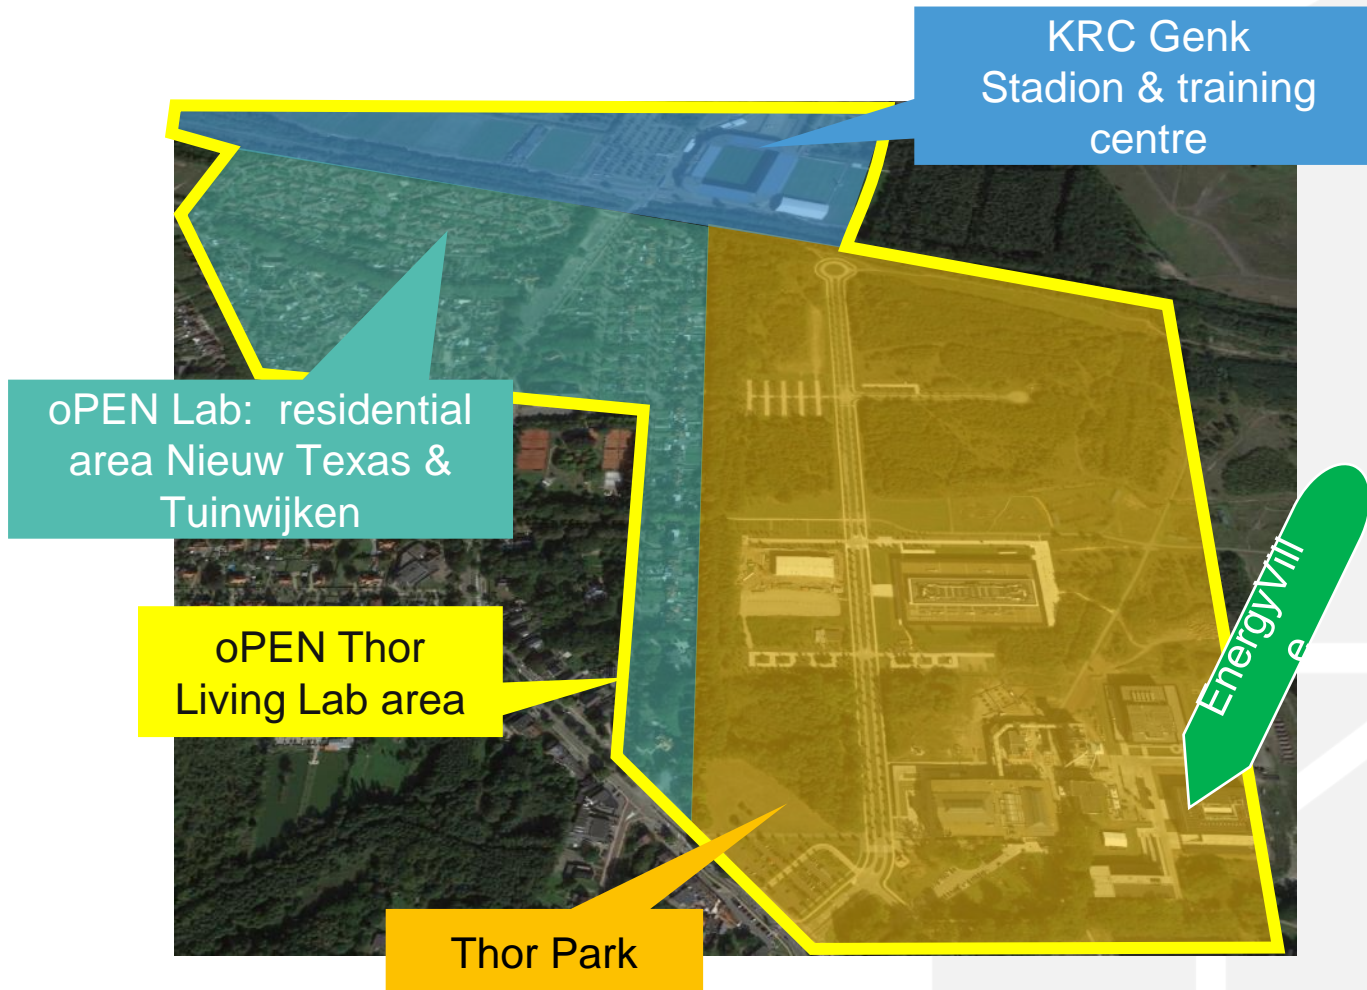 KRC Genk
Stadion & training
centre
oPEN Lab:  residential
area Nieuw Texas &
Tuinwijken
EnergyVill
e
oPEN Thor
Living Lab area
Thor Park